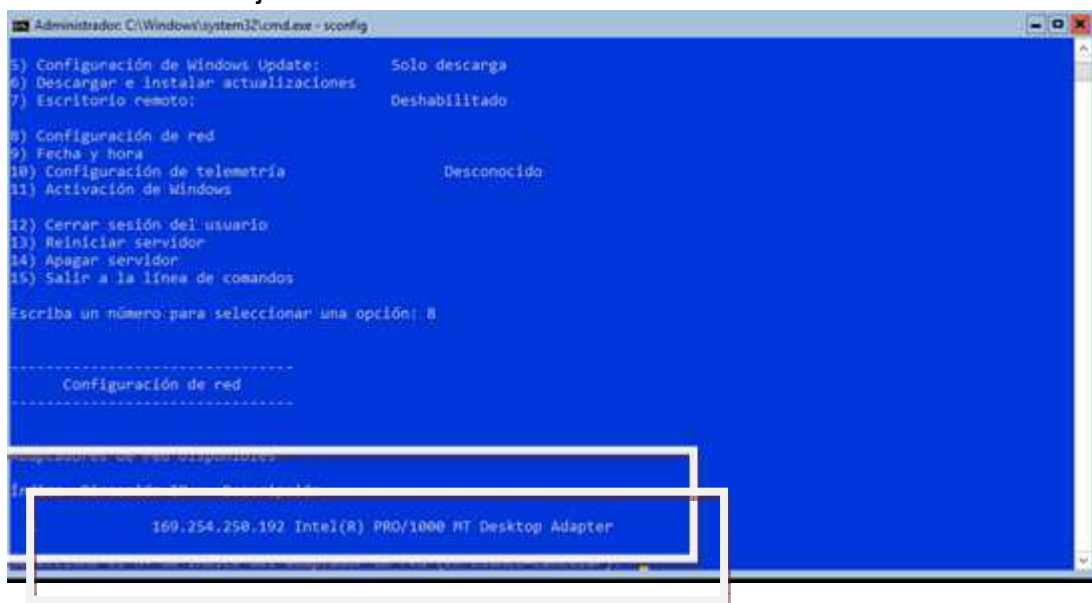 Administrador: C:\Windows\system32\cmd.exe - sconfig
5) Configuración de Windows Update: Solo descarga
6) Descargar e instalar actualizaciones
7) Escritorio remoto: Deshabilitado
8) Configuración de red
9) Fecha y hora
10) Configuración de telemetría Desconocido
11) Activación de Windows
12) Cerrar sesión del usuario
13) Reiniciar servidor
14) Apagar servidor
15) Salir a la línea de comandos
Escriba un número para seleccionar una opción: 8
--------------------------------
Configuración de red
--------------------------------
169.254.250.192 Intel(R) PRO/1000 MT Desktop Adapter